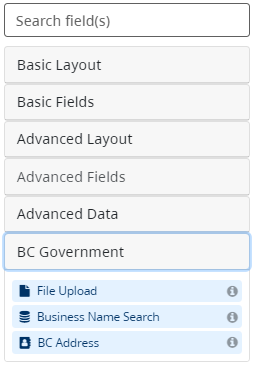 Search field(s)
Basic Layout
Basic Fields
Advanced Layout
Advanced Fields
Advanced Data
BC Government
File Upload
Business Name Search
BC Address